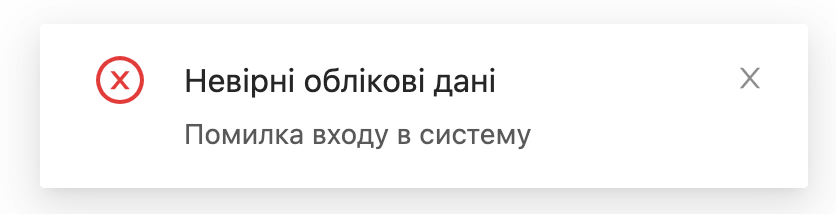 Невірні облікові дані
Помилка входу в систему